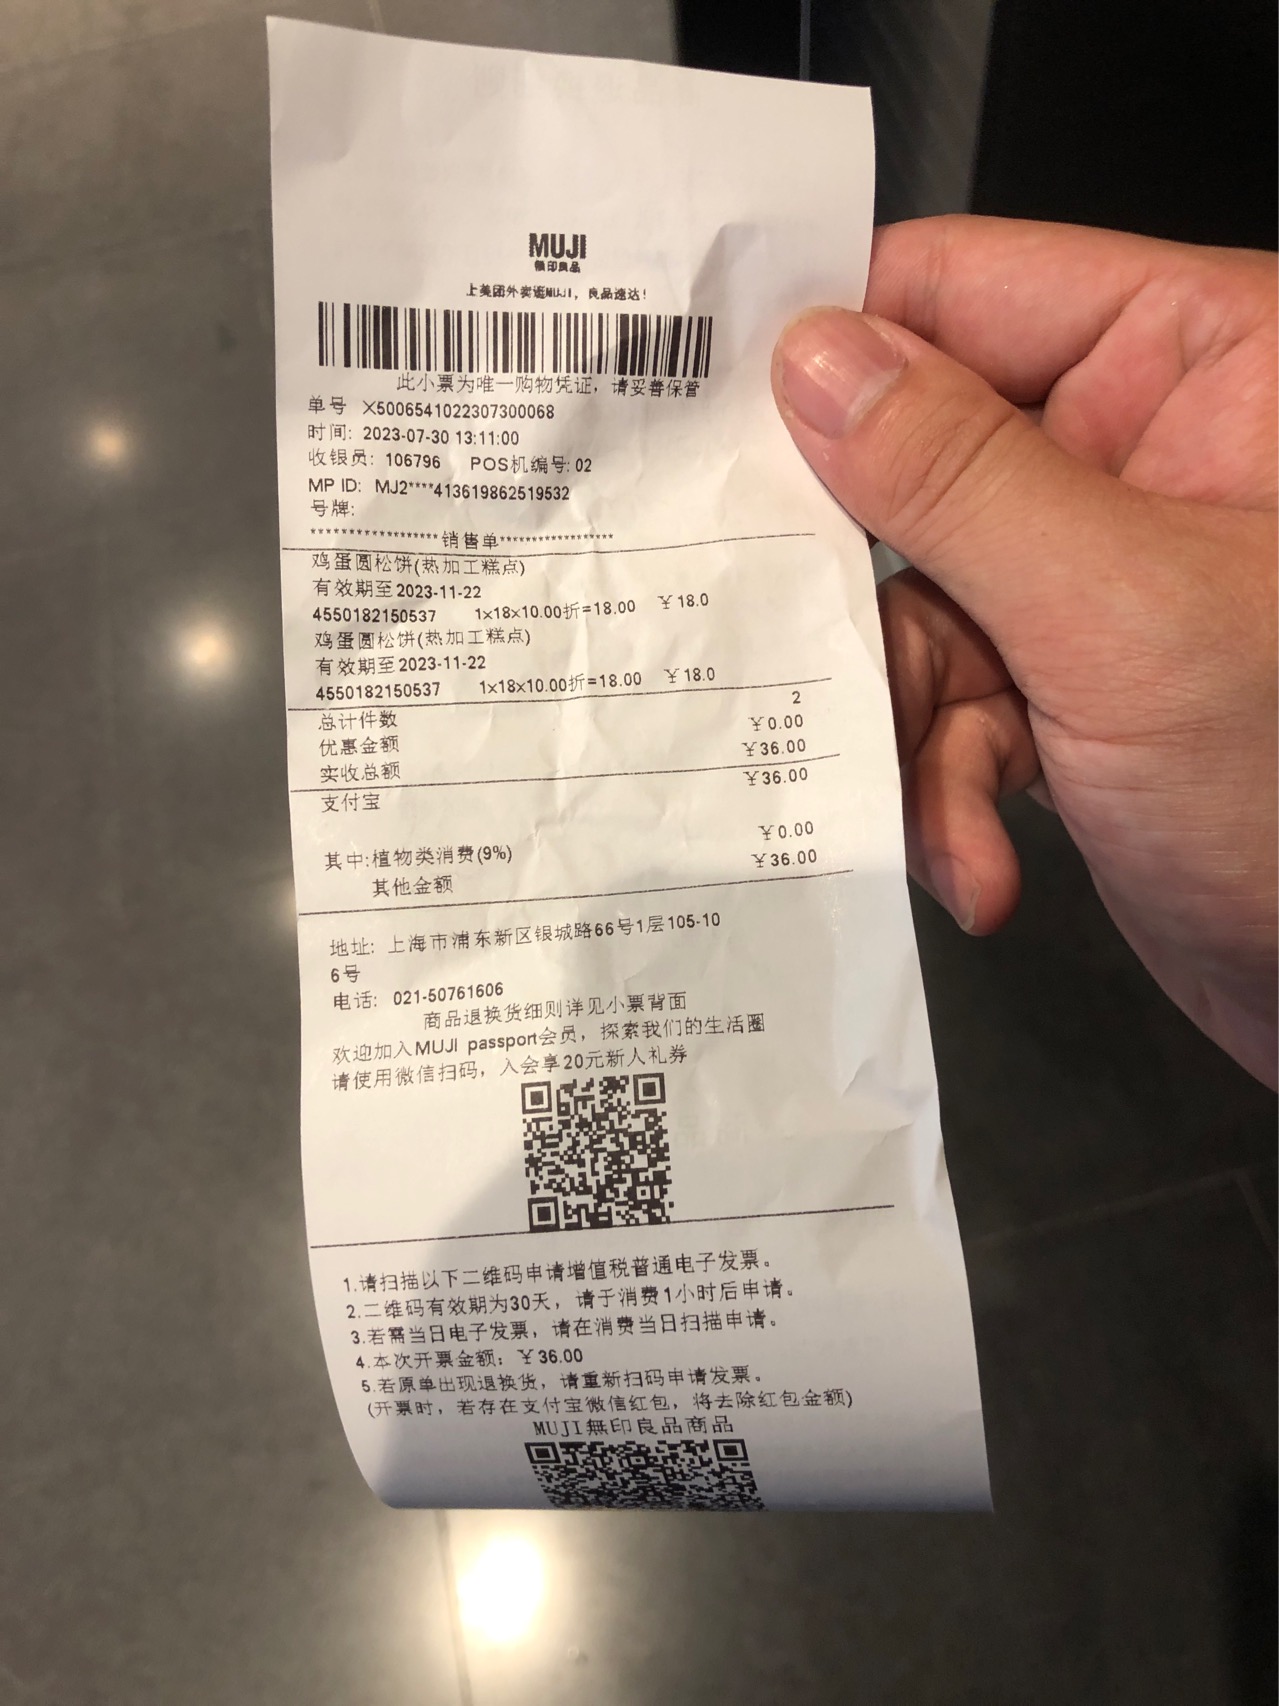 MUJI
無印良品
上美团外卖逛MUJI，良品速达！
此小票为唯一购物凭证，请妥善保管
单号 X5006541022307300068
时间: 2023-07-30 13:11:00
收银员: 106796 POS机编号: 02
MP ID: MJ2****413619862519532
号牌:
******************销售单******************
鸡蛋圆松饼(热加工糕点)
有效期至2023-11-22
4550182150537 1x18x10.00折=18.00 ￥18.0
鸡蛋圆松饼(热加工糕点)
有效期至2023-11-22
4550182150537 1x18x10.00折=18.00 ￥18.0
总计件数 2
优惠金额 ￥0.00
实收总额 ￥36.00
支付宝 ￥36.00
其中:植物类消费(9%) ￥0.00
其他金额 ￥36.00
地址: 上海市浦东新区银城路66号1层105-10
6号
电话: 021-50761606
商品退换货细则详见小票背面
欢迎加入MUJI passport会员，探索我们的生活圈
请使用微信扫码，入会享20元新人礼券
1.请扫描以下二维码申请增值税普通电子发票。
2.二维码有效期为30天，请于消费1小时后申请。
3.若需当日电子发票，请在消费当日扫描申请。
4.本次开票金额: ￥36.00
5.若原单出现退换货，请重新扫码申请发票。
(开票时，若存在支付宝微信红包，将去除红包金额)
MUJI無印良品商品